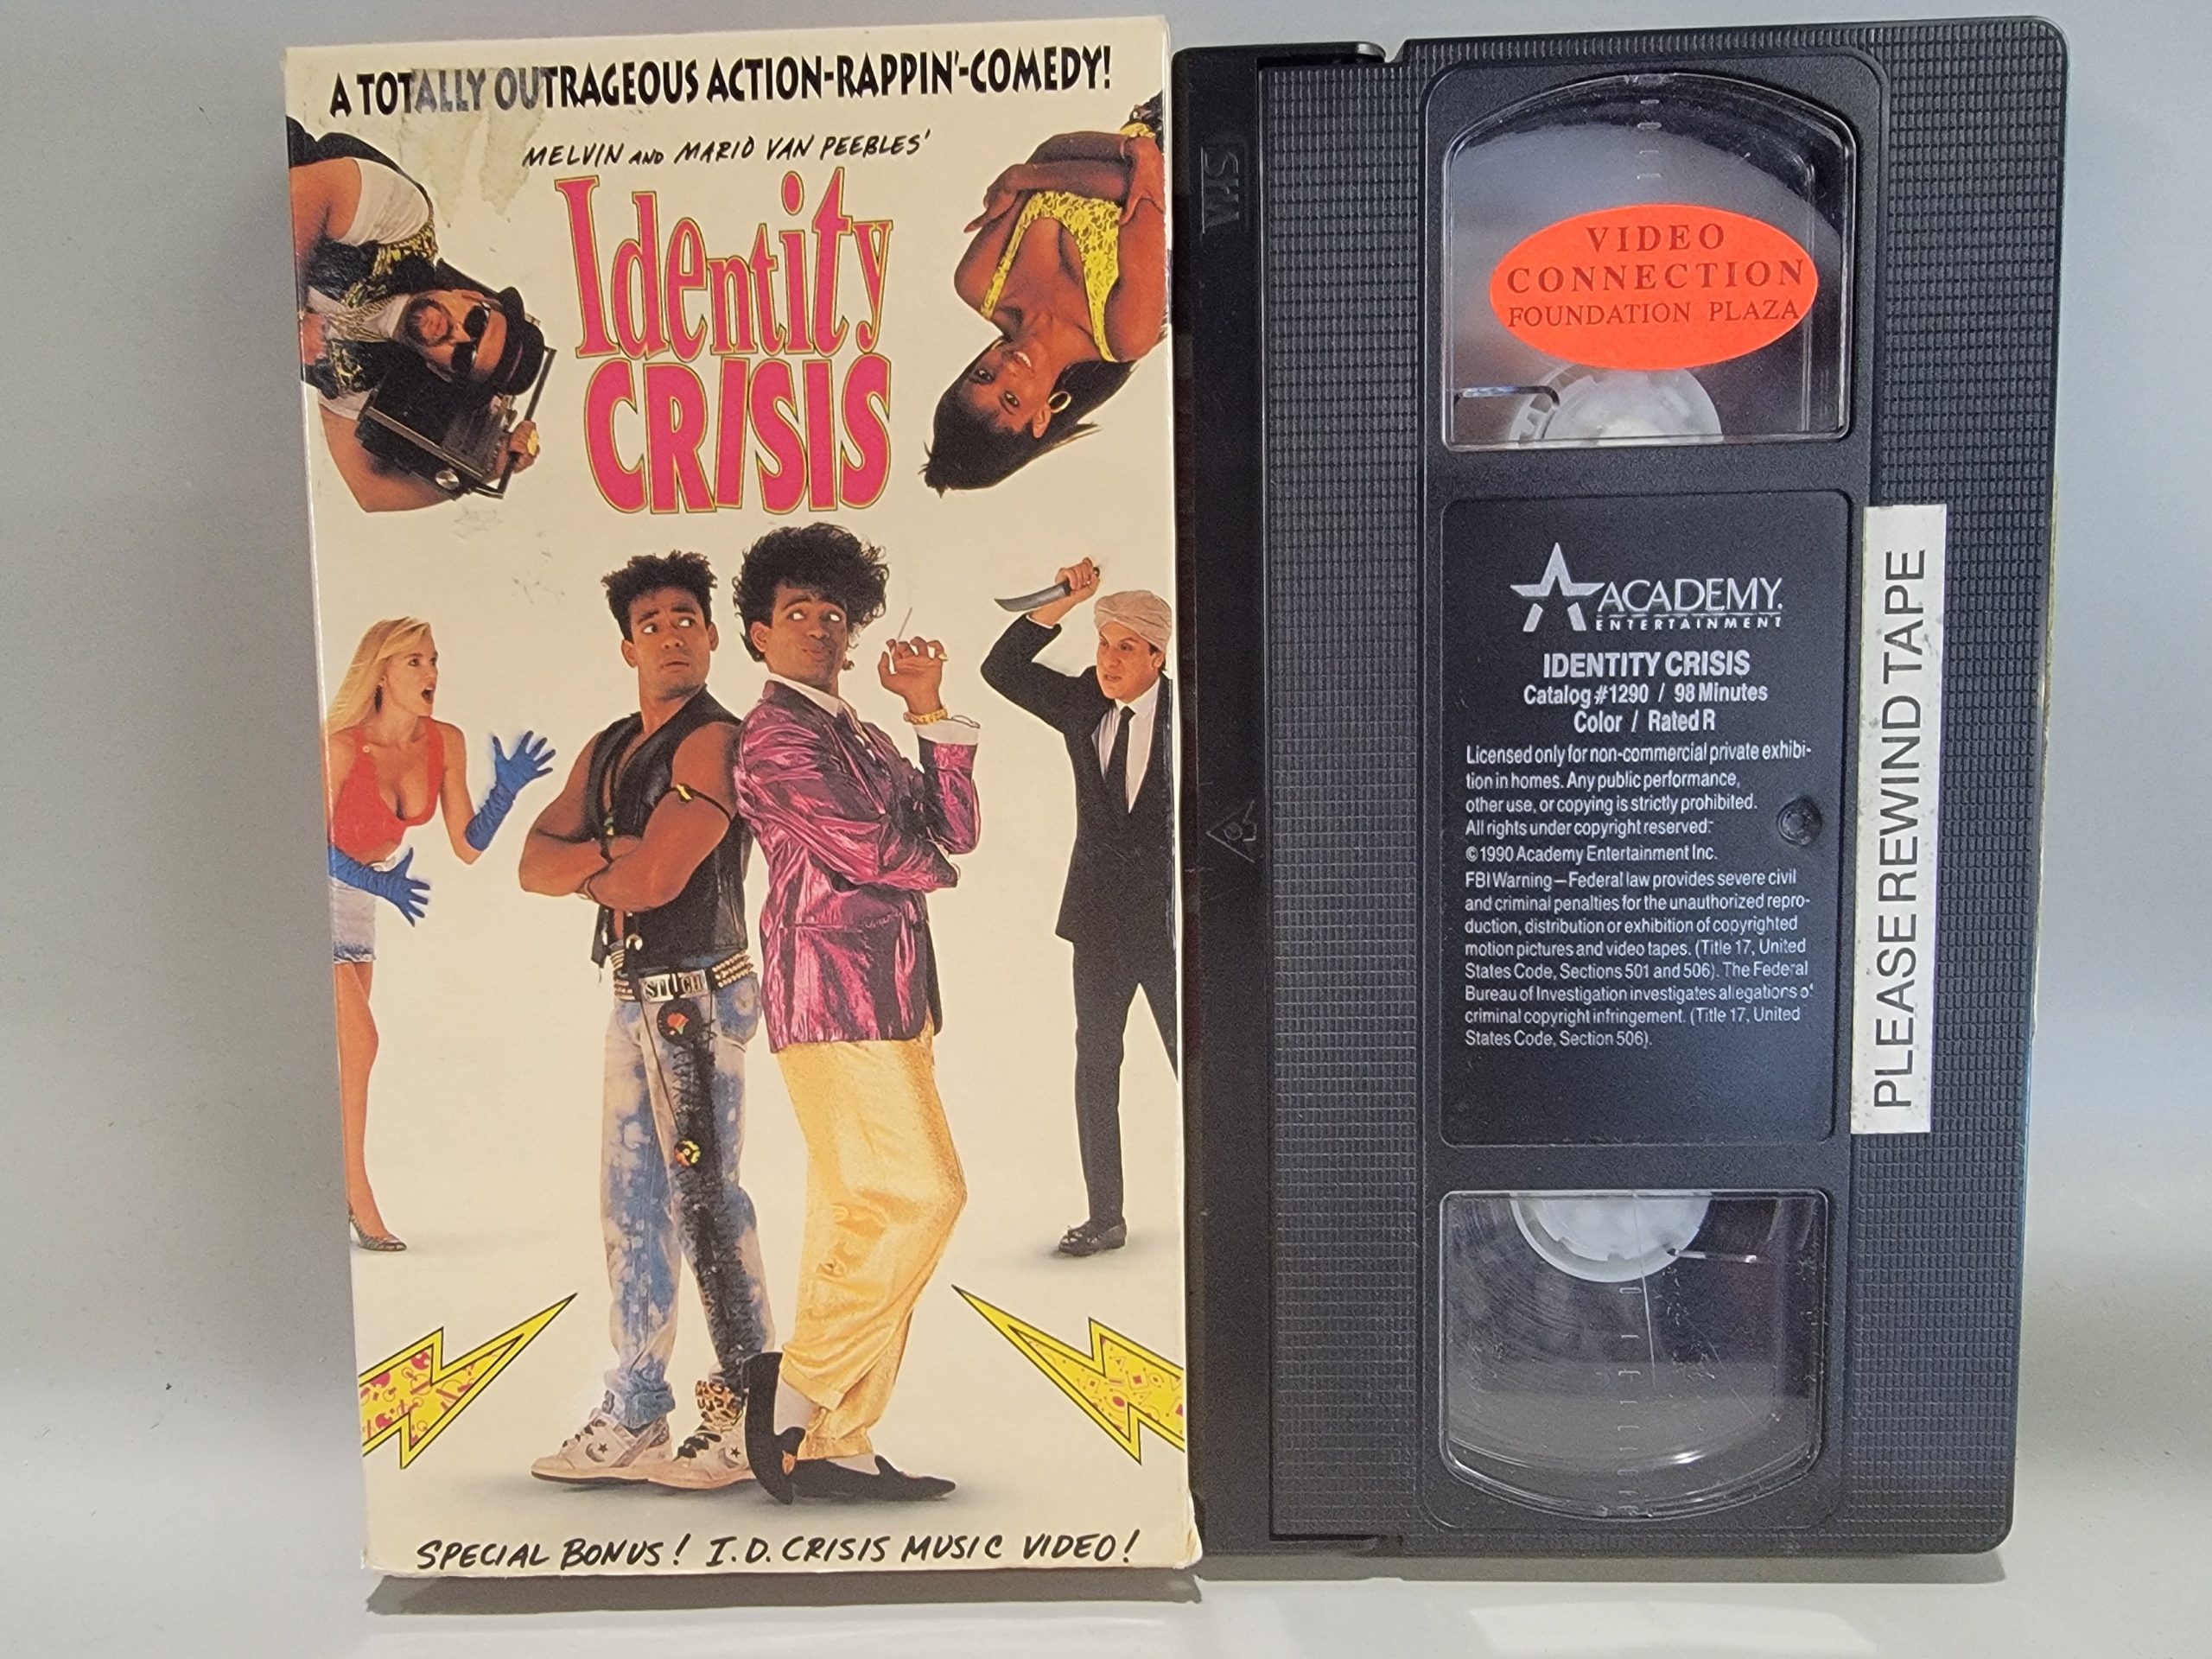 A TOTALLY OUTRAGEOUS ACTION-RAPPIN'-COMEDY!
MELVIN AND MARIO VAN PEEBLES'
Identity
CRISIS
STITCH
SPECIAL BONUS! I.D. CRISIS MUSIC VIDEO!
VHS
VIDEO
CONNECTION
FOUNDATION PLAZA
ACADEMY
ENTERTAINMENT
IDENTITY CRISIS
Catalog #1290 / 98 Minutes
Color / Rated R
Licensed only for non-commercial private exhibi-
tion in homes. Any public performance,
other use, or copying is strictly prohibited.
All rights under copyright reserved.
©1990 Academy Entertainment Inc.
FBI Warning—Federal law provides severe civil
and criminal penalties for the unauthorized repro-
duction, distribution or exhibition of copyrighted
motion pictures and video tapes. (Title 17, United
States Code, Sections 501 and 506). The Federal
Bureau of Investigation investigates allegations of
criminal copyright infringement. (Title 17, United
States Code, Section 506).
PLEASE REWIND TAPE